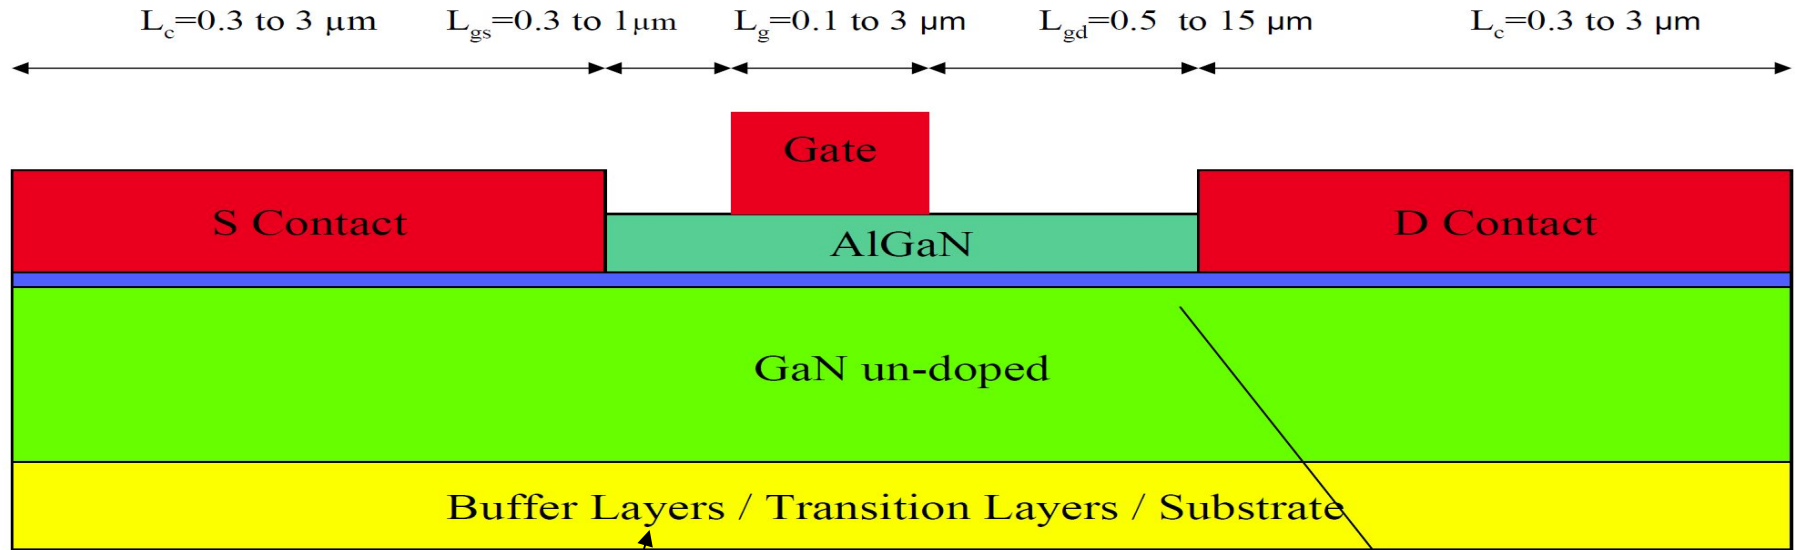 Lc=0.3 to 3 μm Lgs=0.3 to 1μm Lg=0.1 to 3 μm Lgd=0.5 to 15 μm Lc=0.3 to 3 μm
Gate
S Contact
AlGaN
D Contact
GaN un-doped
Buffer Layers / Transition Layers / Substrate